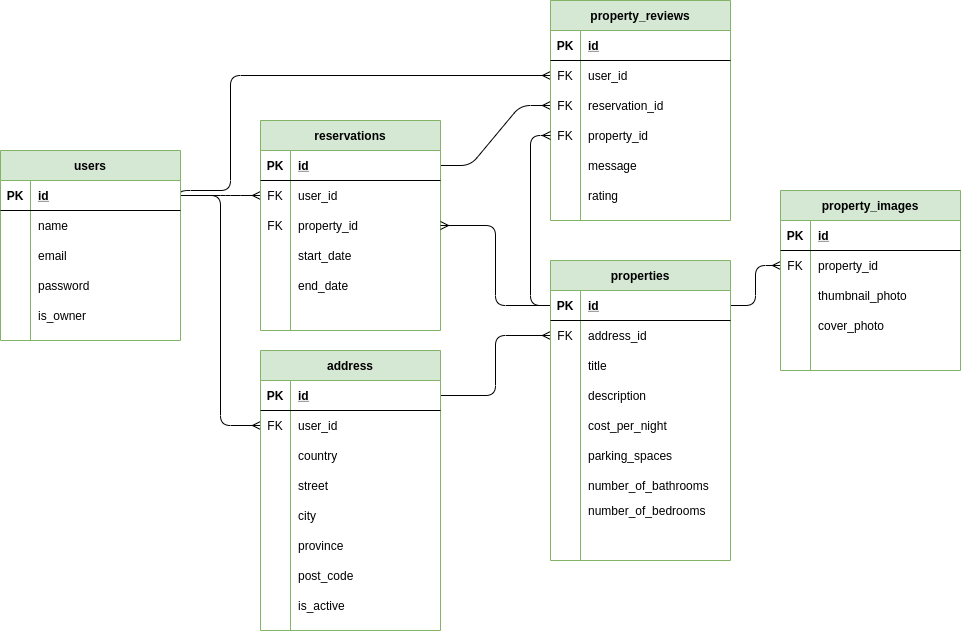 users
PK id
name
email
password
is_owner
reservations
PK id
FK user_id
FK property_id
start_date
end_date
address
PK id
FK user_id
country
street
city
province
post_code
is_active
property_reviews
PK id
FK user_id
FK reservation_id
FK property_id
message
rating
properties
PK id
FK address_id
title
description
cost_per_night
parking_spaces
number_of_bathrooms
number_of_bedrooms
property_images
PK id
FK property_id
thumbnail_photo
cover_photo